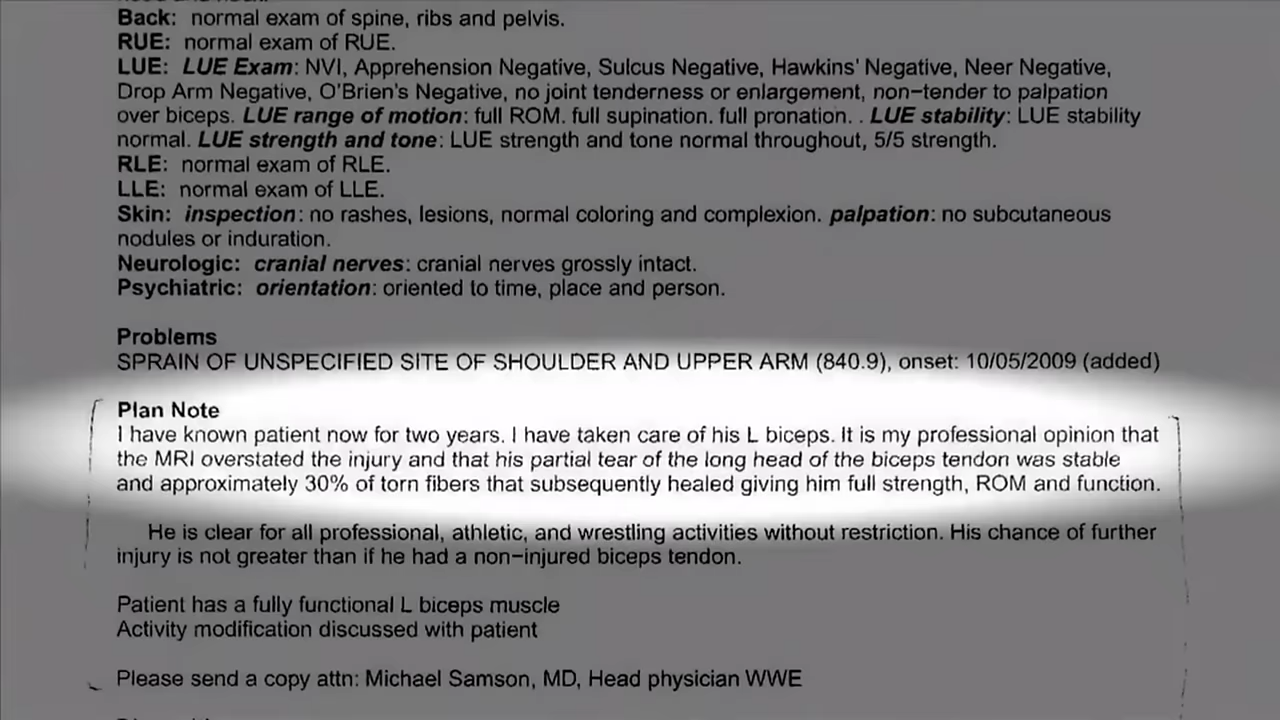 Back: normal exam of spine, ribs and pelvis.
RUE: normal exam of RUE.
LUE: LUE Exam: NVI, Apprehension Negative, Sulcus Negative, Hawkins' Negative, Neer Negative,
Drop Arm Negative, O'Brien's Negative, no joint tenderness or enlargement, non-tender to palpation
over biceps. LUE range of motion: full ROM. full supination. full pronation. . LUE stability: LUE stability
normal. LUE strength and tone: LUE strength and tone normal throughout, 5/5 strength.
RLE: normal exam of RLE.
LLE: normal exam of LLE.
Skin: inspection: no rashes, lesions, normal coloring and complexion. palpation: no subcutaneous
nodules or induration.
Neurologic: cranial nerves: cranial nerves grossly intact.
Psychiatric: orientation: oriented to time, place and person.
Problems
SPRAIN OF UNSPECIFIED SITE OF SHOULDER AND UPPER ARM (840.9), onset: 10/05/2009 (added)
Plan Note
I have known patient now for two years. I have taken care of his L biceps. It is my professional opinion that
the MRI overstated the injury and that his partial tear of the long head of the biceps tendon was stable
and approximately 30% of torn fibers that subsequently healed giving him full strength, ROM and function.
He is clear for all professional, athletic, and wrestling activities without restriction. His chance of further
injury is not greater than if he had a non-injured biceps tendon.
Patient has a fully functional L biceps muscle
Activity modification discussed with patient
Please send a copy attn: Michael Samson, MD, Head physician WWE